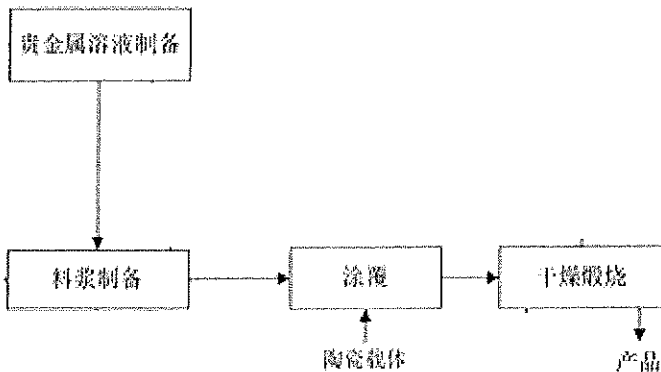 贵金属溶液制备
料浆制备
涂覆
干燥煅烧
陶瓷载体
产品